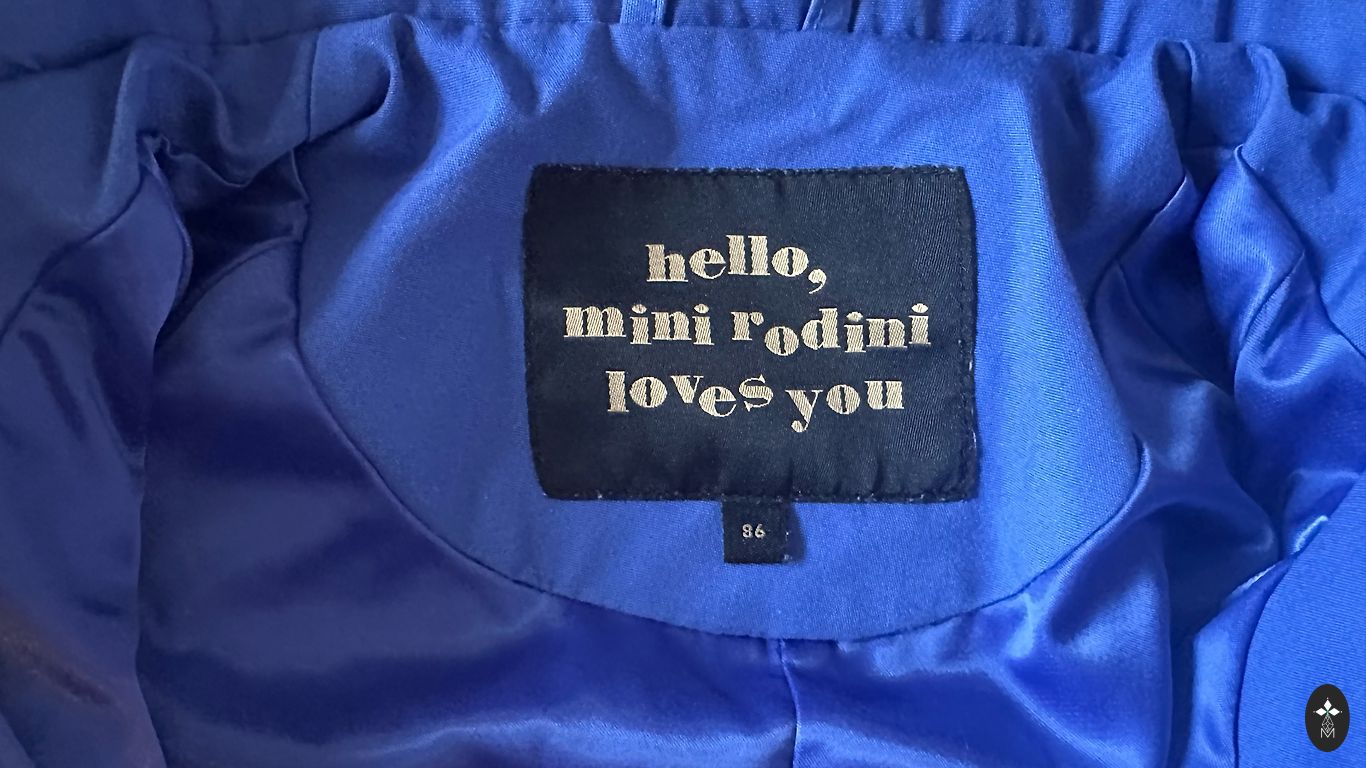 hello,
mini rodini
loves you
86
M